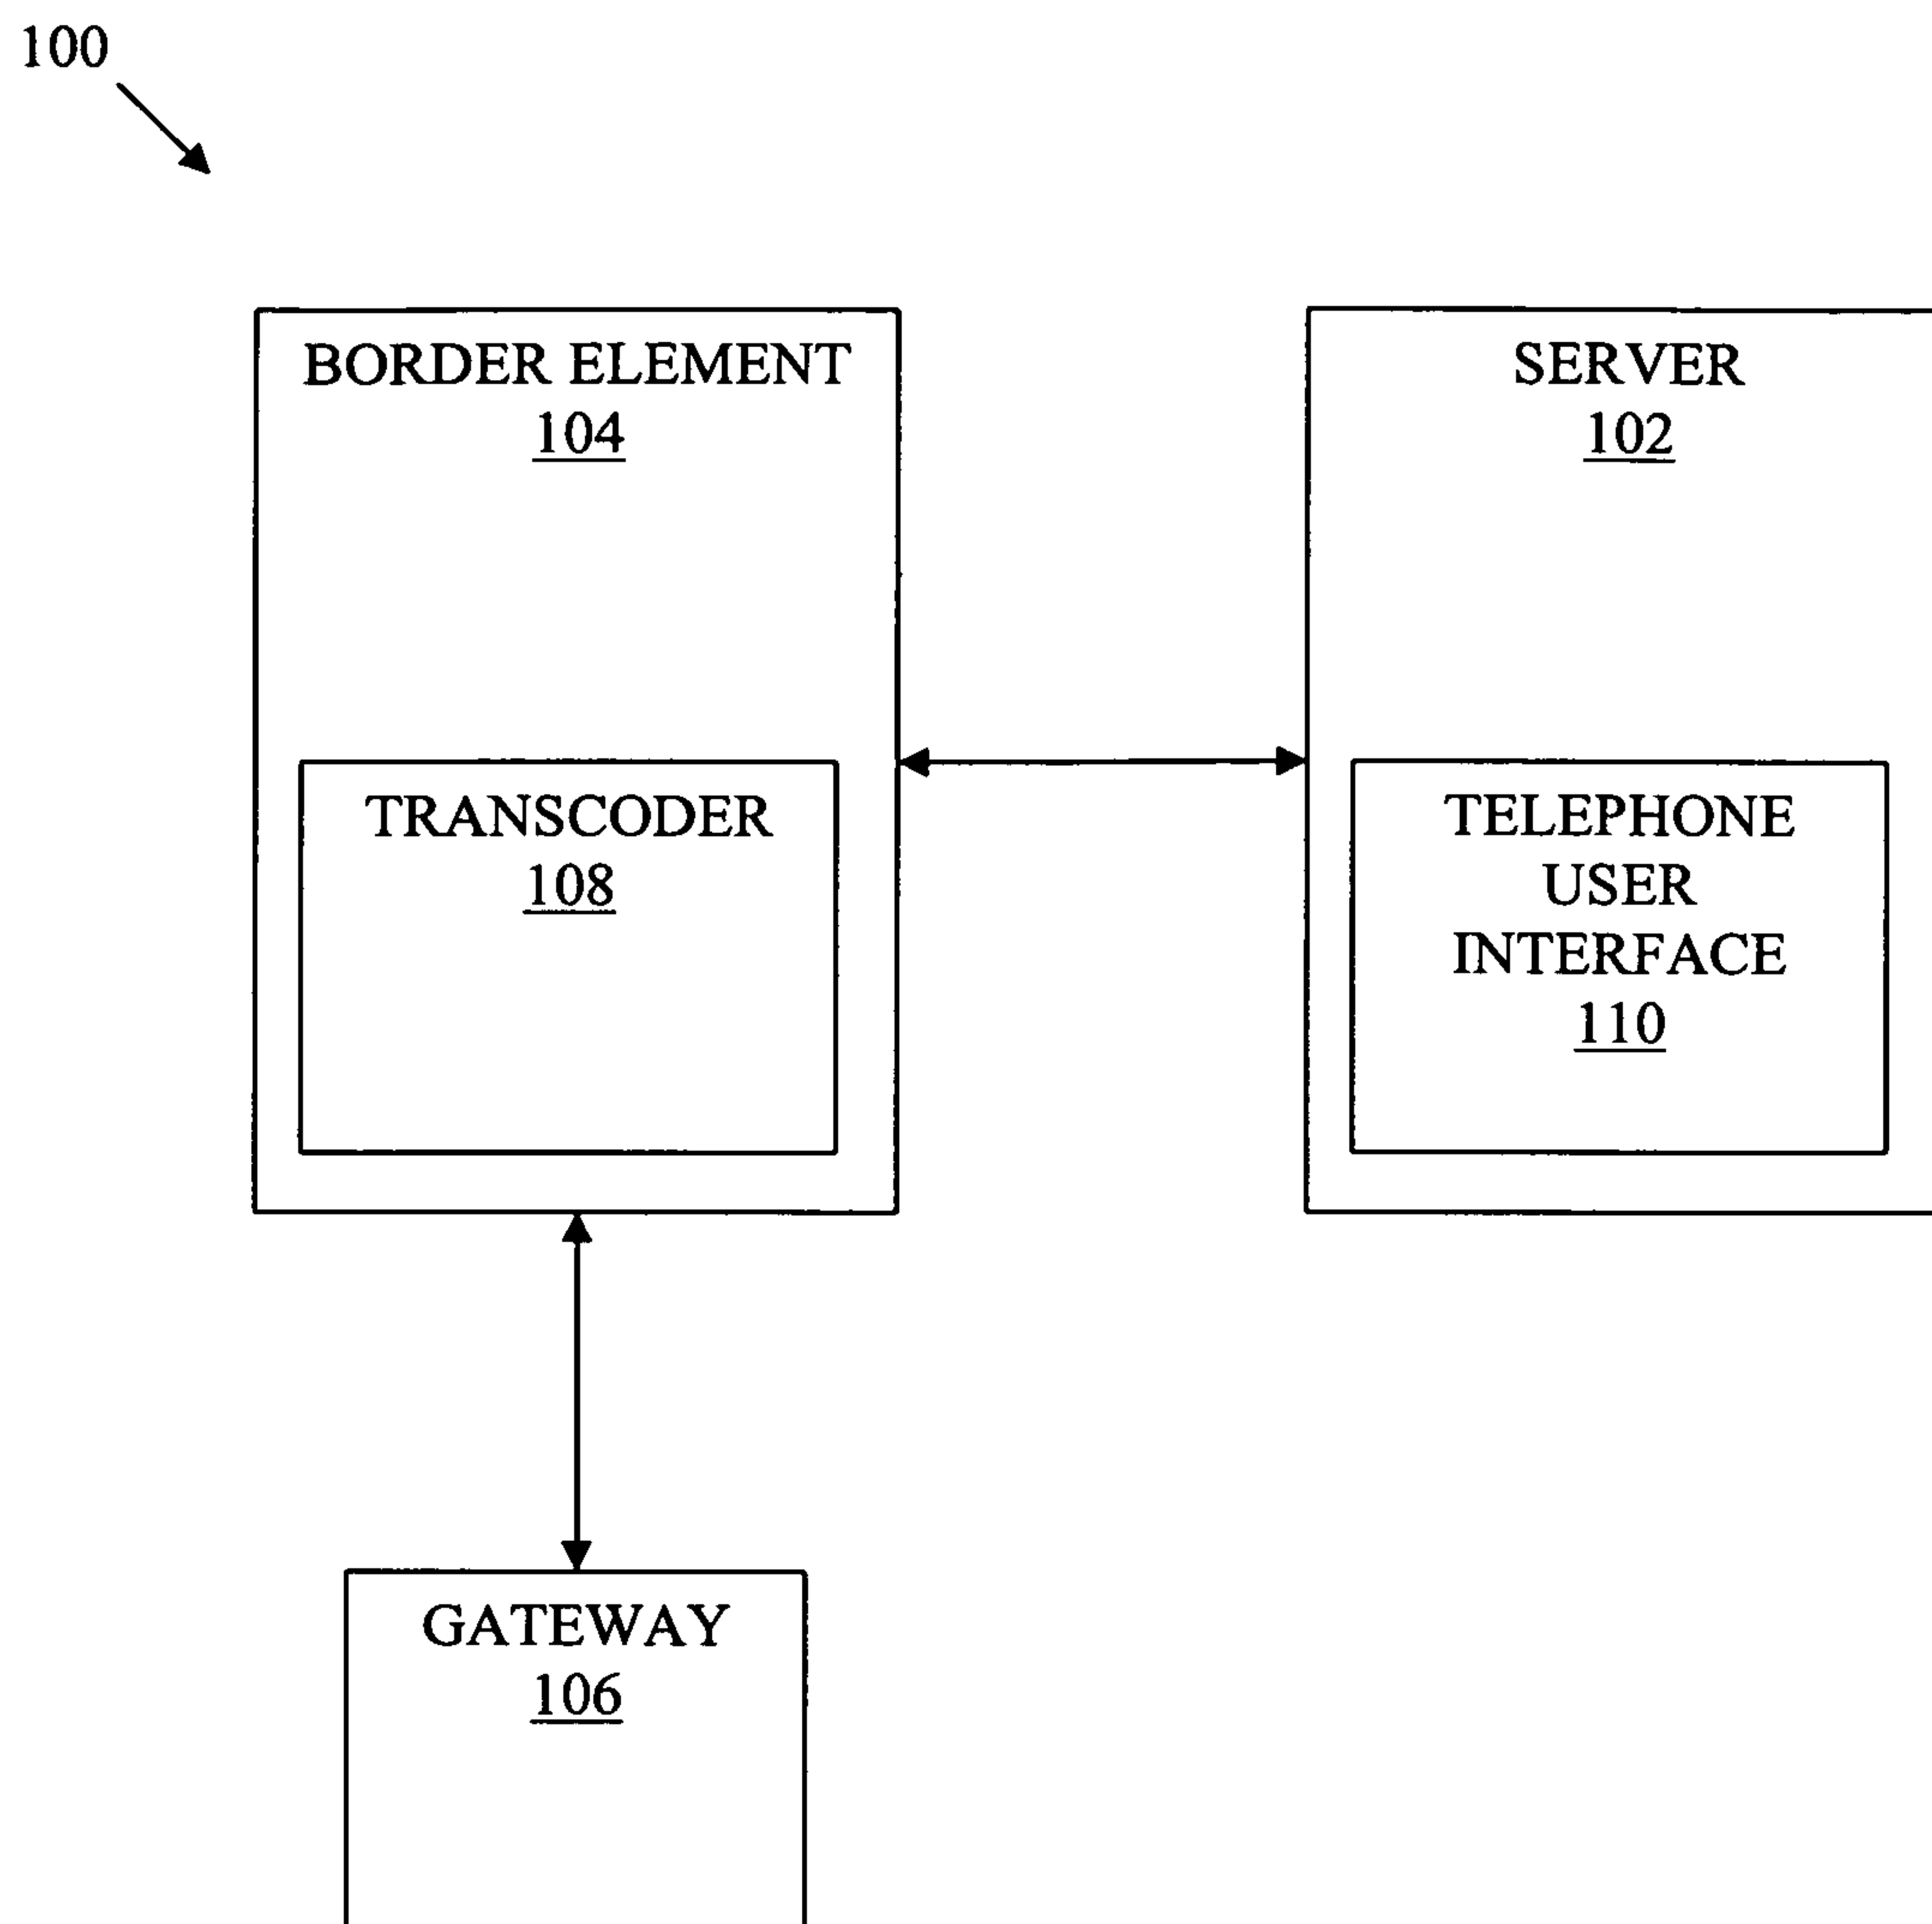 100
BORDER ELEMENT
104
TRANSCODER
108
SERVER
102
TELEPHONE
USER
INTERFACE
110
GATEWAY
106